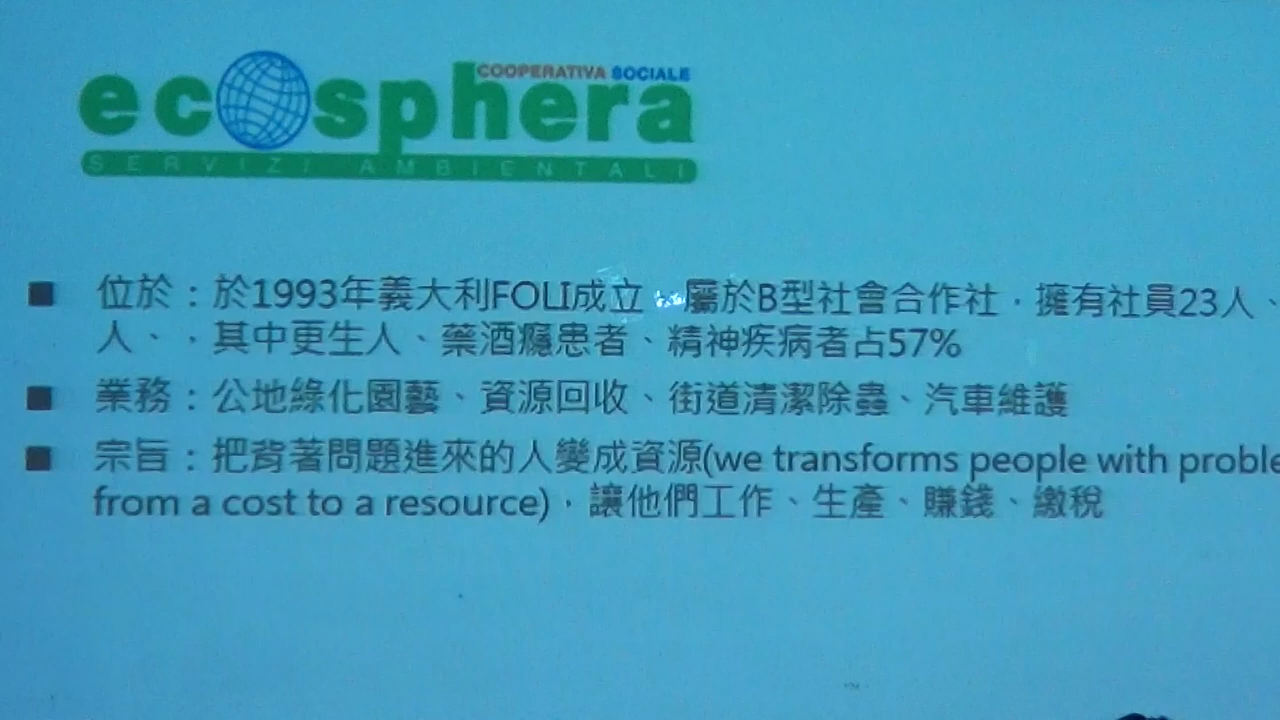 COOPERATIVA SOCIALE
ecosphera
SERVIZI AMBIENTALI
■ 位於：於1993年義大利FOLI成立，屬於B型社會合作社，擁有社員23人、
人、，其中更生人、藥酒癮患者、精神疾病者占57%
■ 業務：公地綠化園藝、資源回收、街道清潔除蟲、汽車維護
■ 宗旨：把背著問題進來的人變成資源(we transforms people with proble
from a cost to a resource)，讓他們工作、生產、賺錢、繳稅